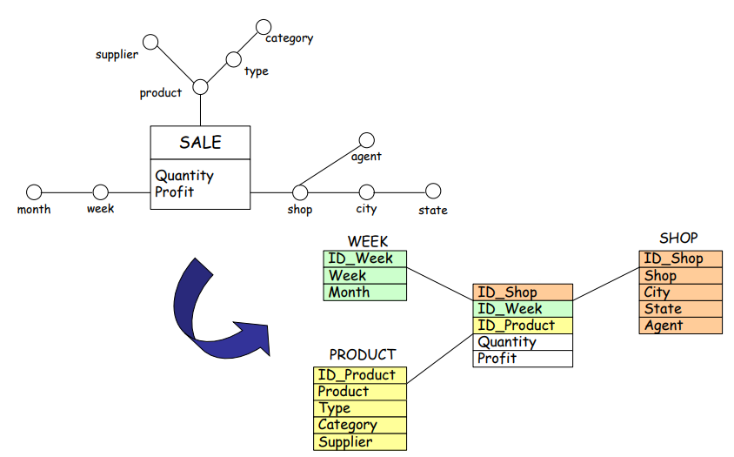 category
supplier
type
product
SALE
Quantity
Profit
agent
month
week
shop
city
state
WEEK
ID_Week
Week
Month
SHOP
ID_Shop
Shop
City
State
Agent
ID_Shop
ID_Week
ID_Product
Quantity
Profit
PRODUCT
ID_Product
Product
Type
Category
Supplier